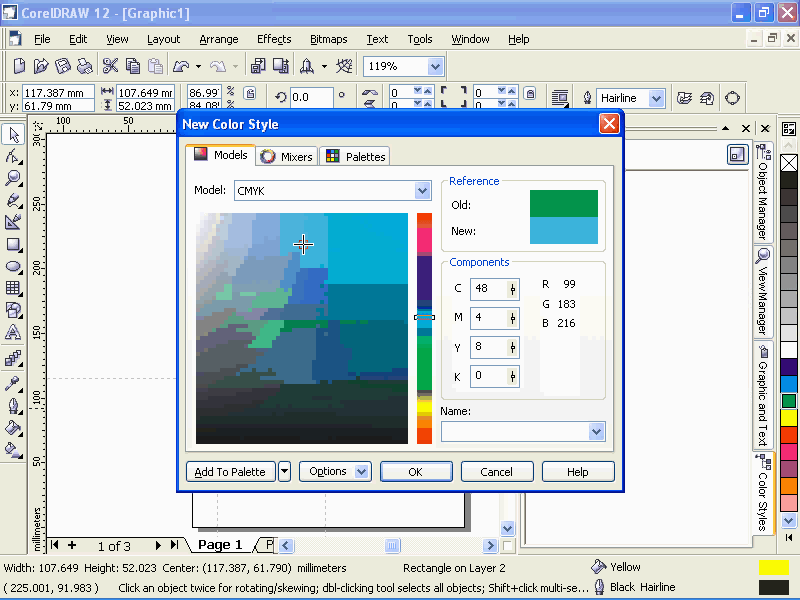 CorelDRAW 12 - [Graphic1]
File Edit View Layout Arrange Effects Bitmaps Text Tools Window Help
119%
x: 117.387 mm 107.649 mm 86.99 % 0.0 0 0 Hairline
y: 61.79 mm 52.023 mm 84.089 % 0 0
100 50
New Color Style
Models Mixers Palettes
Model: CMYK
Reference
Old:
New:
Components
C 48 R 99
M 4 G 183
Y 8 B 216
K 0
Name:
Add To Palette Options OK Cancel Help
300
250
200
150
100
50
millimeters
Object Manager
View Manager
Graphic and Text
Color Styles
1 of 3 Page 1 P
Width: 107.649 Height: 52.023 Center: (117.387, 61.790) millimeters Rectangle on Layer 2 Yellow
( 225.001, 91.983 ) Click an object twice for rotating/skewing; dbl-clicking tool selects all objects; Shift+click multi-se... Black Hairline